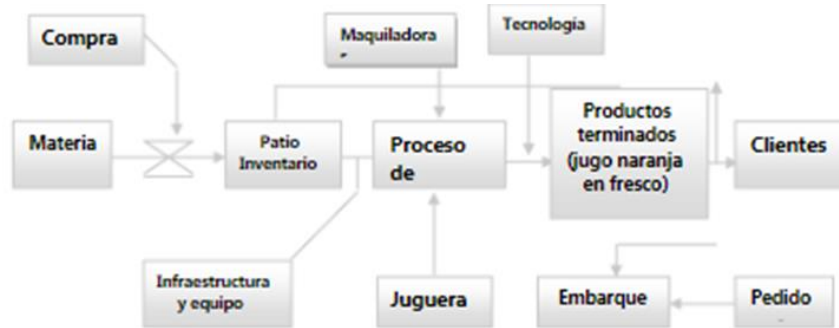 Compra
Maquiladora
Tecnología
Materia
Patio
Inventario
Proceso
de
Productos
terminados
(jugo naranja
en fresco)
Clientes
Infraestructura
y equipo
Juguera
Embarque
Pedido